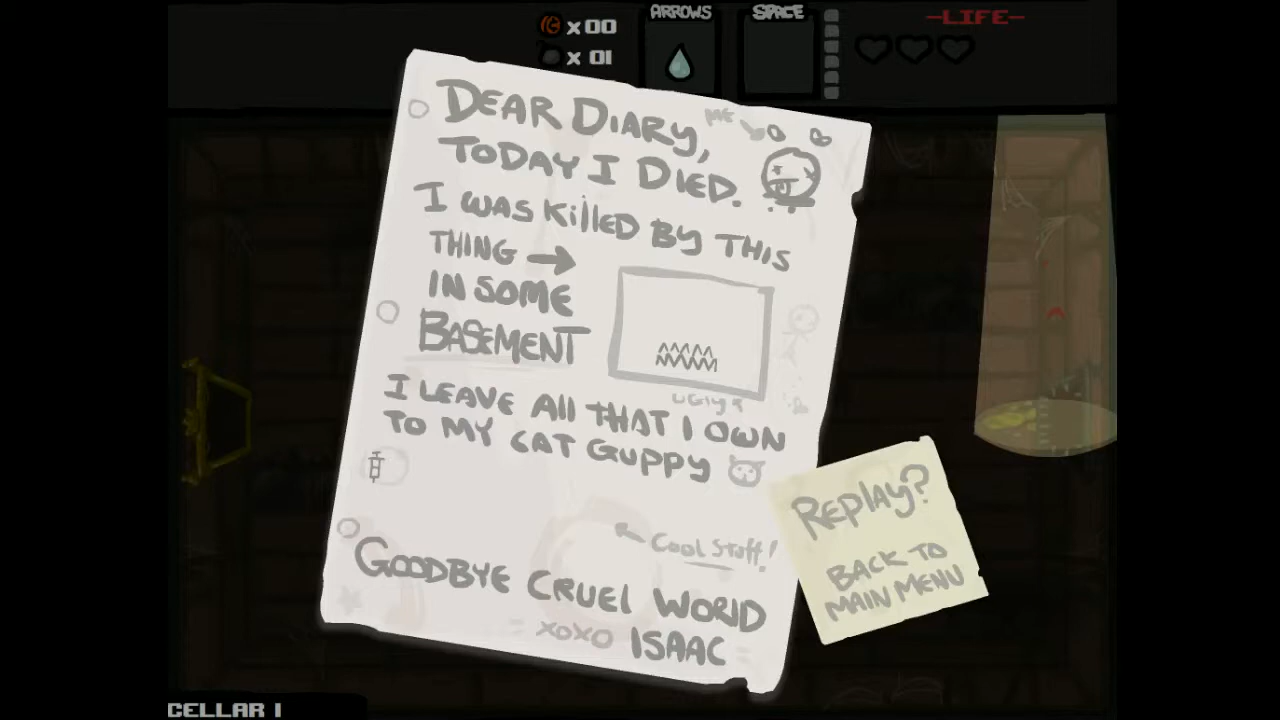 x00
x 01
ARROWS
SPACE
-LIFE-
DEAR DIARY,
ME
TODAY I DIED.
I WAS KillED BY THIS
THING →
IN SOME
BASEMENT
UGLY
I LEAVE All THAT I OWN
TO MY CAT GUPPY
COOL STUFF!
GOODBYE CRUEL WORLD
XOXO ISAAC
REPLAY?
BACK TO
MAIN MENU
CELLAR I